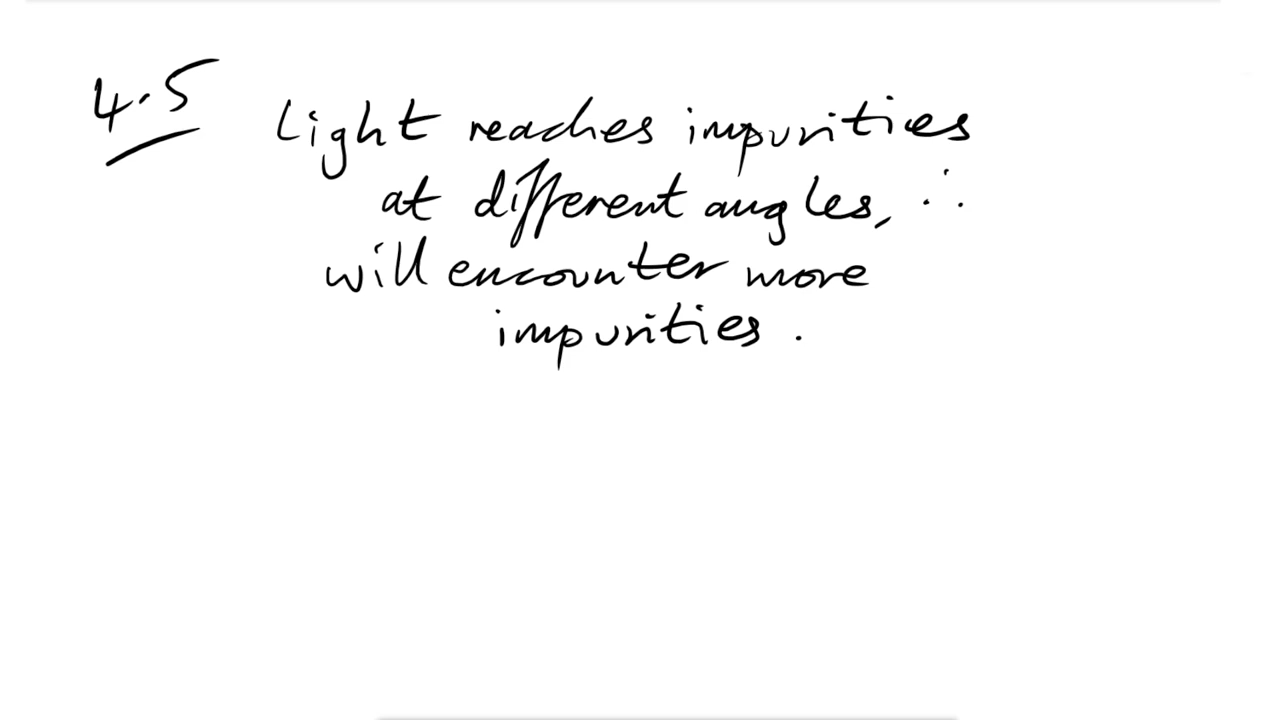 4.5 Light reaches impurities
at different angles, ∴
will encounter more
impurities.